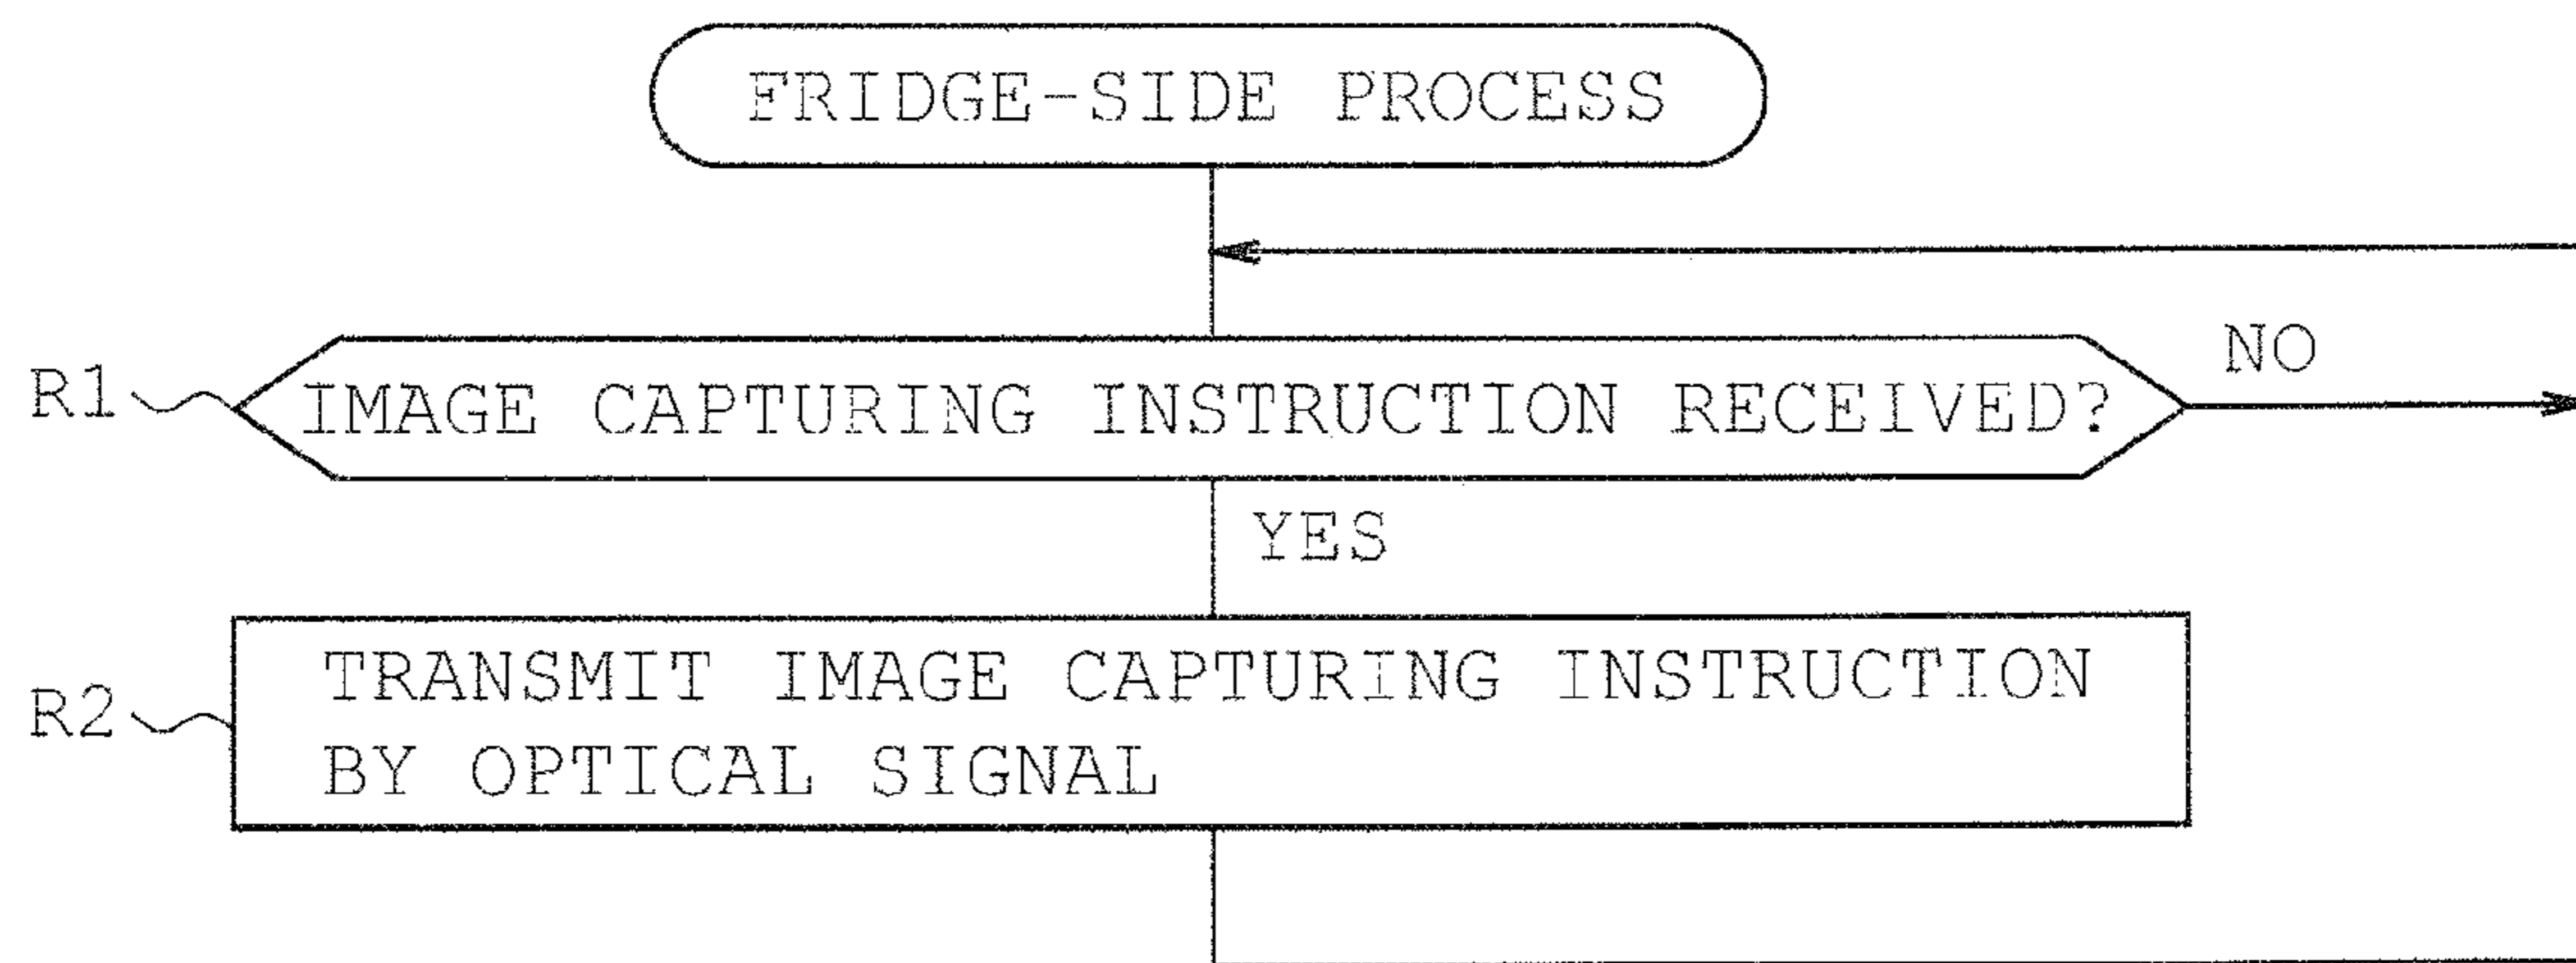 FRIDGE-SIDE PROCESS
NO
R1
IMAGE CAPTURING INSTRUCTION RECEIVED?
YES
R2
TRANSMIT IMAGE CAPTURING INSTRUCTION
BY OPTICAL SIGNAL